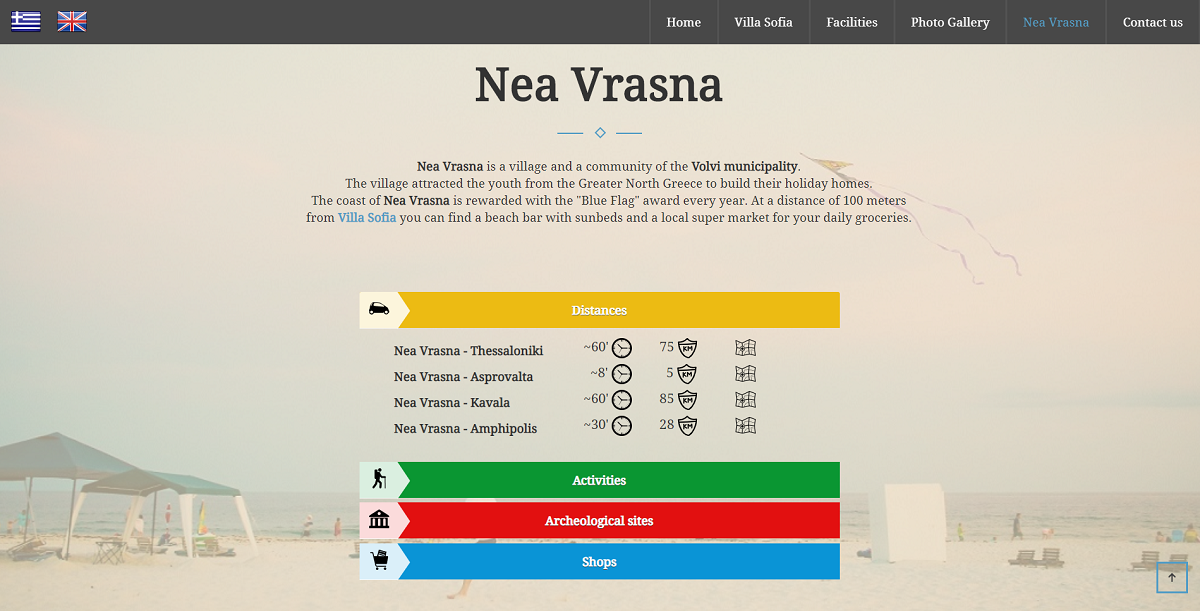 Home Villa Sofia Facilities Photo Gallery Nea Vrasna Contact us
Nea Vrasna
Nea Vrasna is a village and a community of the Volvi municipality.
The village attracted the youth from the Greater North Greece to build their holiday homes.
The coast of Nea Vrasna is rewarded with the "Blue Flag" award every year. At a distance of 100 meters
from Villa Sofia you can find a beach bar with sunbeds and a local super market for your daily groceries.
Distances
Nea Vrasna - Thessaloniki ~60' 75 KM
Nea Vrasna - Asprovalta ~8' 5 KM
Nea Vrasna - Kavala ~60' 85 KM
Nea Vrasna - Amphipolis ~30' 28 KM
Activities
Archeological sites
Shops